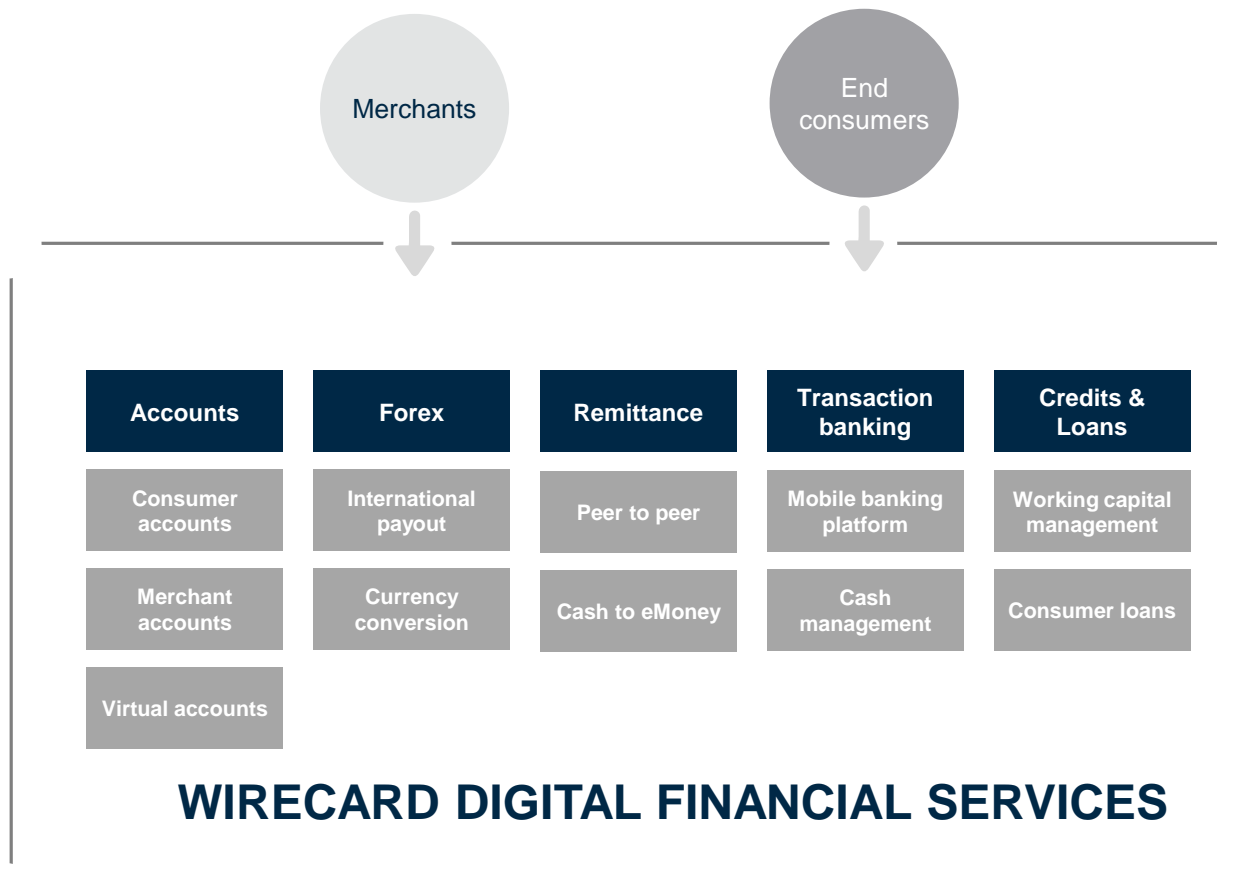 Merchants
End
consumers
Accounts
Forex
Remittance
Transaction
banking
Credits &
Loans
Consumer
accounts
International
payout
Peer to peer
Mobile banking
platform
Working capital
management
Merchant
accounts
Currency
conversion
Cash to eMoney
Cash
management
Consumer loans
Virtual accounts
WIRECARD DIGITAL FINANCIAL SERVICES